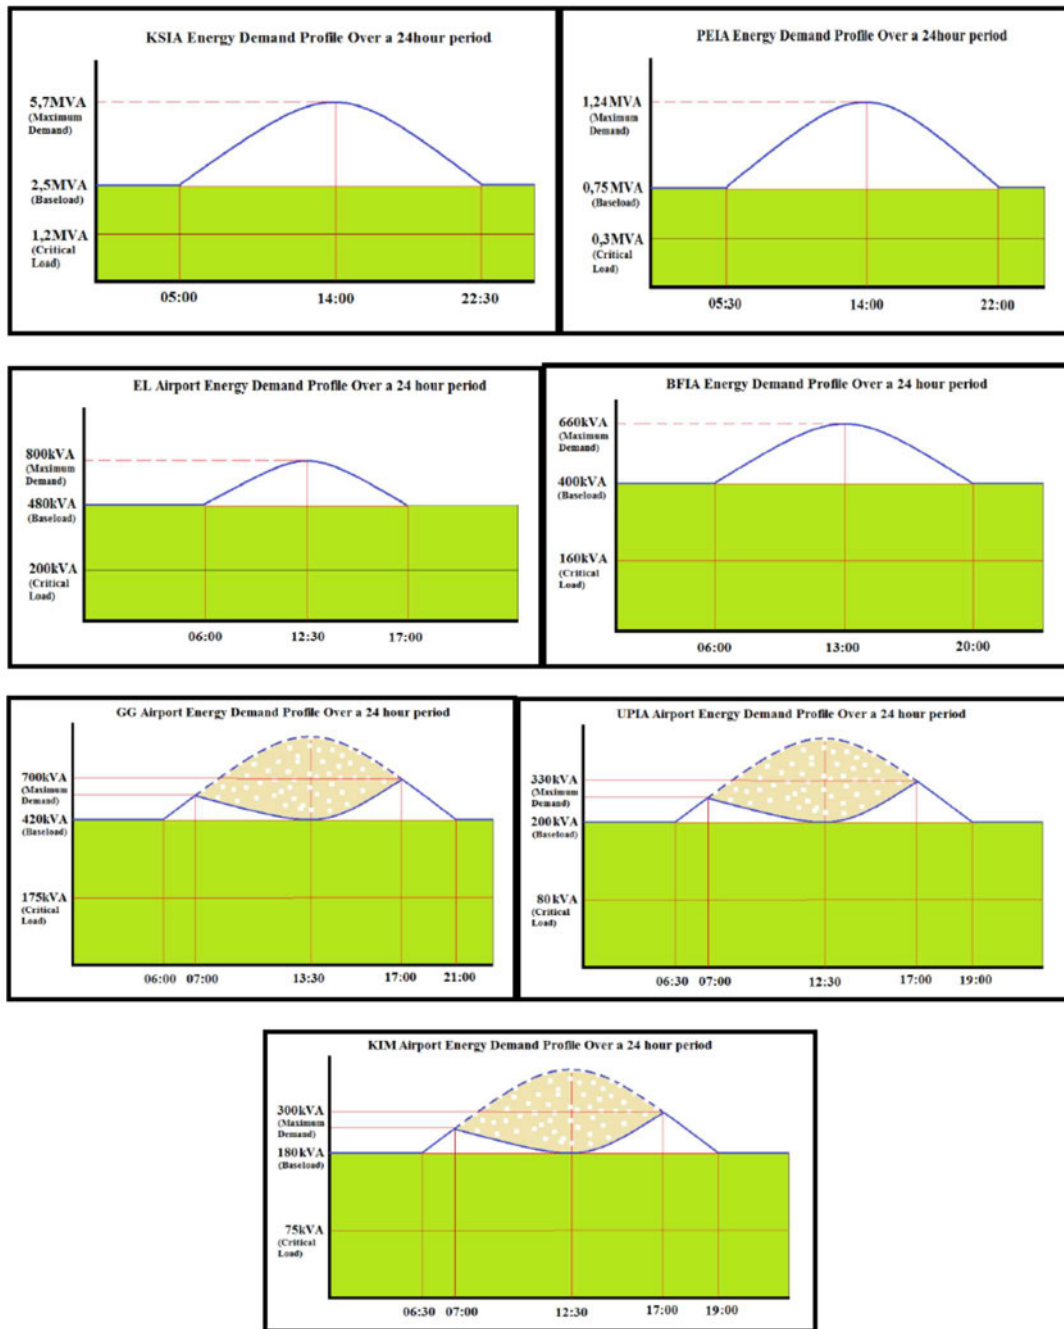 KSIA Energy Demand Profile Over a 24hour period
5,7MVA
(Maximum
Demand)
2,5MVA
(Baseload)
1,2MVA
(Critical
Load)
05:00 14:00 22:30
PEIA Energy Demand Profile Over a 24hour period
1,24MVA
(Maximum
Demand)
0,75MVA
(Baseload)
0,3MVA
(Critical
Load)
05:30 14:00 22:00
EL Airport Energy Demand Profile Over a 24 hour period
800kVA
(Maximum
Demand)
480kVA
(Baseload)
200kVA
(Critical
Load)
06:00 12:30 17:00
BFIA Energy Demand Profile Over a 24 hour period
660kVA
(Maximum
Demand)
400kVA
(Baseload)
160kVA
(Critical
Load)
06:00 13:00 20:00
GG Airport Energy Demand Profile Over a 24 hour period
700kVA
(Maximum
Demand)
420kVA
(Baseload)
175kVA
(Critical
Load)
06:00 07:00 13:30 17:00 21:00
UPIA Airport Energy Demand Profile Over a 24 hour period
330kVA
(Maximum
Demand)
200kVA
(Baseload)
80kVA
(Critical
Load)
06:30 07:00 12:30 17:00 19:00
KIM Airport Energy Demand Profile Over a 24 hour period
300kVA
(Maximum
Demand)
180kVA
(Baseload)
75kVA
(Critical
Load)
06:30 07:00 12:30 17:00 19:00